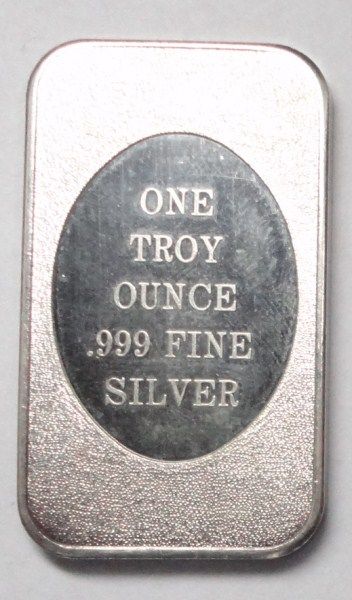 ONE
TROY
OUNCE
.999 FINE
SILVER